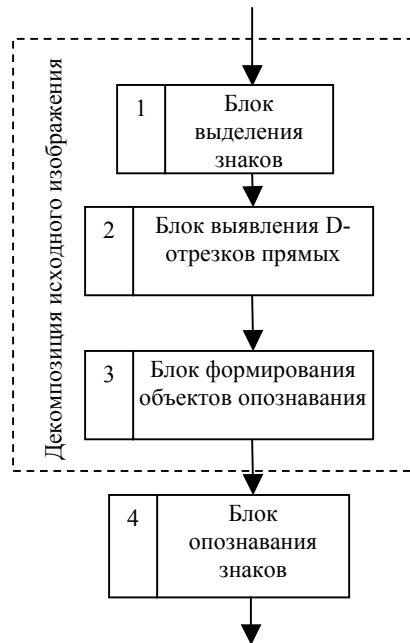 Декомпозиция исходного изображения
1
Блок
выделения
знаков
2
Блок выявления D-
отрезков прямых
3
Блок формирования
объектов опознавания
4
Блок
опознавания
знаков